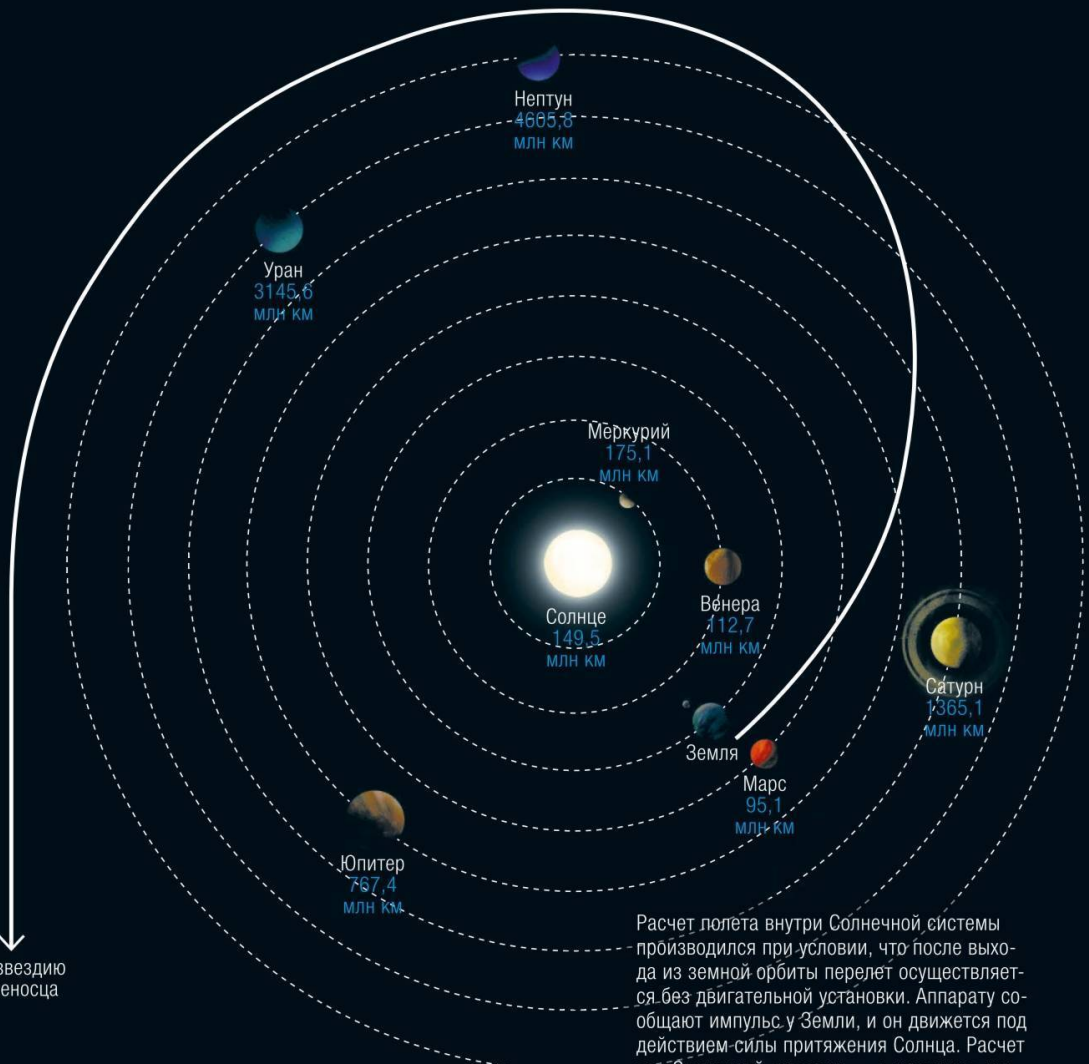 Нептун
4605,8
млн км
Уран
3145,6
млн км
Меркурий
175,1
млн км
Солнце
149,5
млн км
Венера
112,7
млн км
Сатурн
1365,1
млн км
Земля
Марс
95,1
млн км
Юпитер
767,4
млн км
Расчет полета внутри Солнечной системы
производился при условии, что после выхо-
да из земной орбиты перелет осуществляет-
ся без двигательной установки. Аппарату со-
общают импульс у Земли, и он движется под
действием силы притяжения Солнца. Расчет